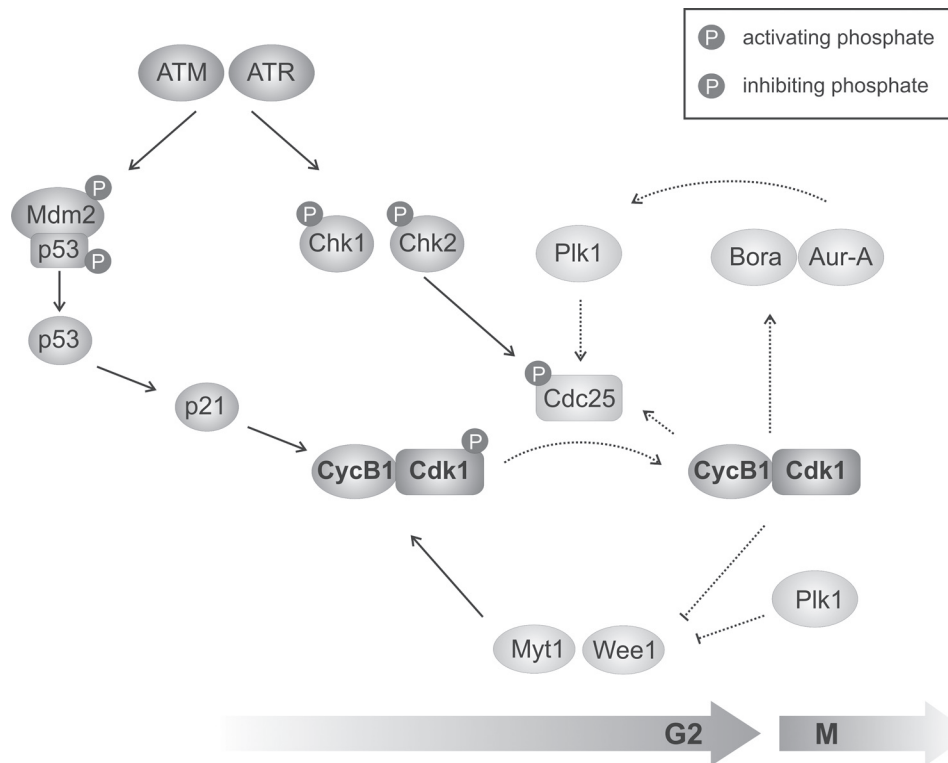 P activating phosphate
P inhibiting phosphate
ATM ATR
P
Mdm2
p53
P
P
Chk1
P
Chk2
Plk1
Bora Aur-A
p53
P
Cdc25
p21
P
CycB1 Cdk1
CycB1 Cdk1
Plk1
Myt1 Wee1
G2 M